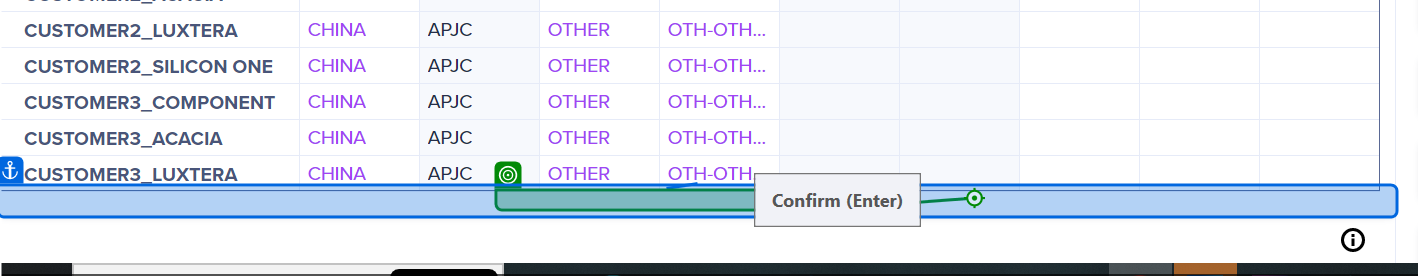 CUSTOMER2_LUXTERA CHINA APJC OTHER OTH-OTH...
CUSTOMER2_SILICON ONE CHINA APJC OTHER OTH-OTH...
CUSTOMER3_COMPONENT CHINA APJC OTHER OTH-OTH...
CUSTOMER3_ACACIA CHINA APJC OTHER OTH-OTH...
CUSTOMER3_LUXTERA CHINA APJC OTHER OTH-OTH...
Confirm (Enter)